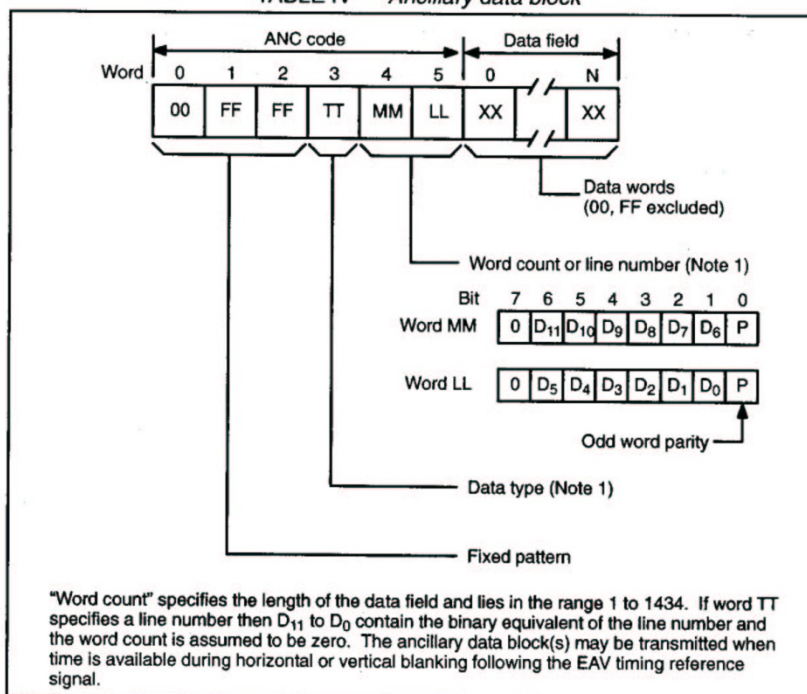 TABLE IV — Ancillary data block
ANC code Data field
Word 0 1 2 3 4 5 0 N
00 FF FF TT MM LL XX XX
Data words
(00, FF excluded)
Word count or line number (Note 1)
Bit 7 6 5 4 3 2 1 0
Word MM 0 D11 D10 D9 D8 D7 D6 P
Word LL 0 D5 D4 D3 D2 D1 D0 P
Odd word parity
Data type (Note 1)
Fixed pattern
"Word count" specifies the length of the data field and lies in the range 1 to 1434. If word TT
specifies a line number then D11 to D0 contain the binary equivalent of the line number and
the word count is assumed to be zero. The ancillary data block(s) may be transmitted when
time is available during horizontal or vertical blanking following the EAV timing reference
signal.